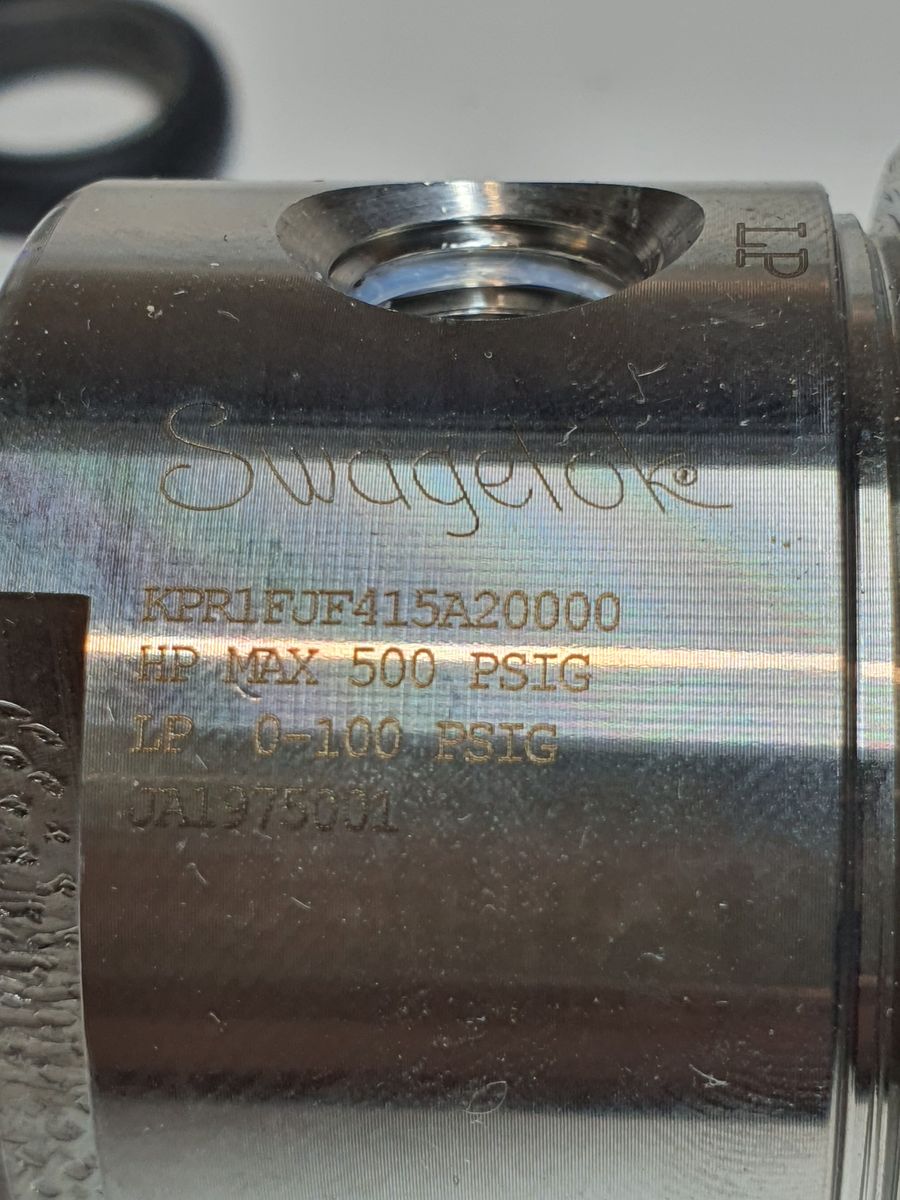 LP
Swagelok®
KPR1FJF415A20000
HP MAX 500 PSIG
LP 0-100 PSIG
JA1975001